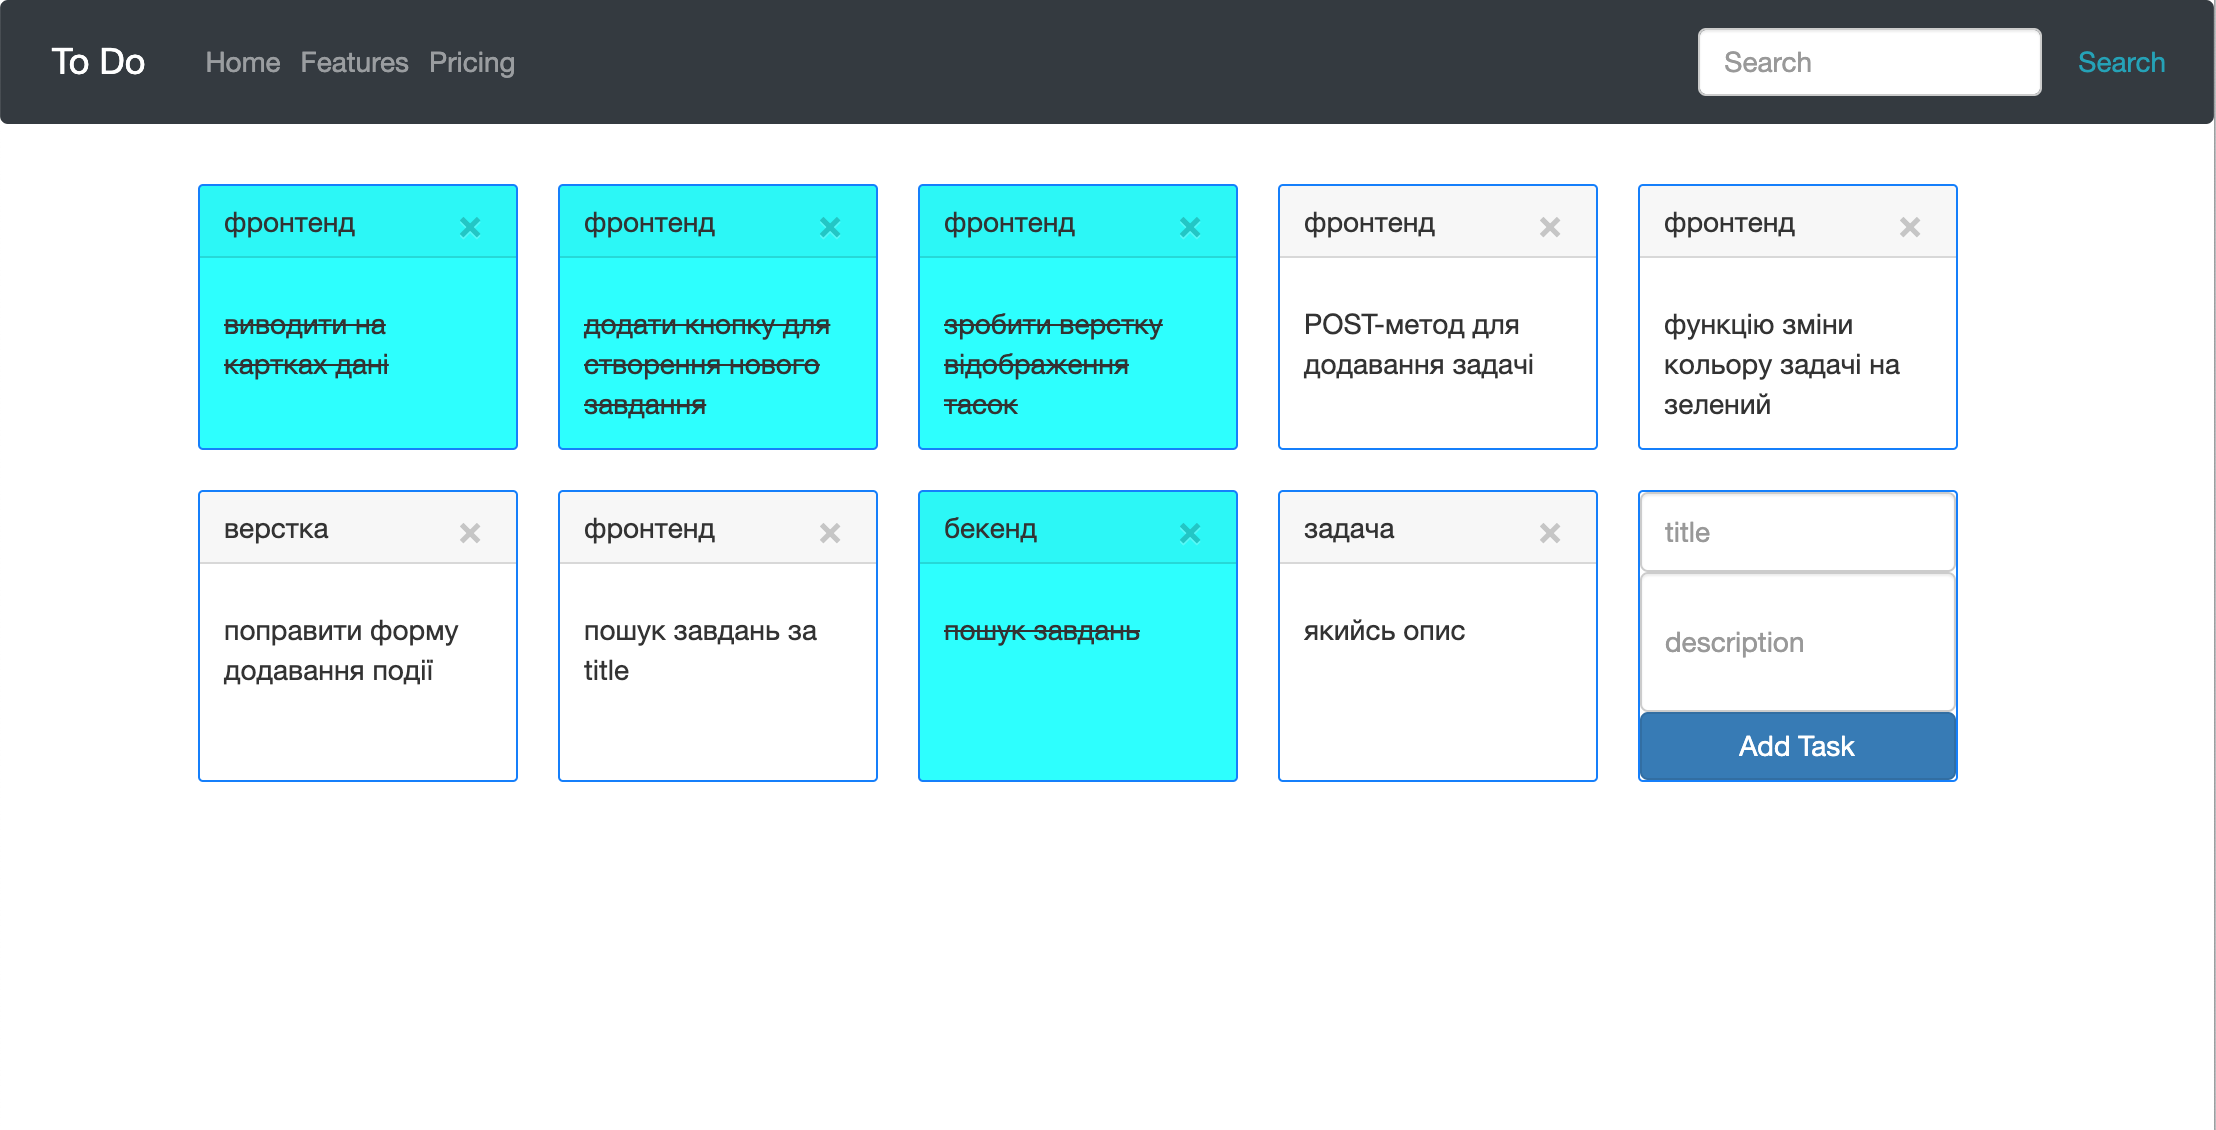 To Do
Home Features Pricing
Search
Search
фронтенд
виводити на
картках дані
фронтенд
додати кнопку для
створення нового
завдання
фронтенд
зробити верстку
відображення
тасок
фронтенд
POST-метод для
додавання задачі
фронтенд
функцію зміни
кольору задачі на
зелений
верстка
поправити форму
додавання події
фронтенд
пошук завдань за
title
бекенд
пошук завдань
задача
якийсь опис
title
description
Add Task